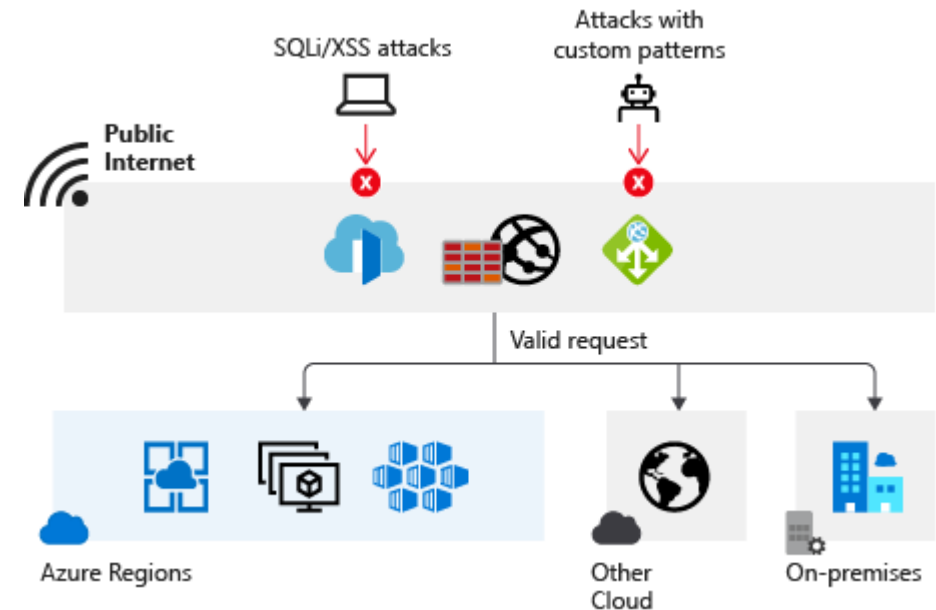 SQLi/XSS attacks
Attacks with
custom patterns
Public
Internet
X
X
Valid request
Azure Regions
Other
Cloud
On-premises